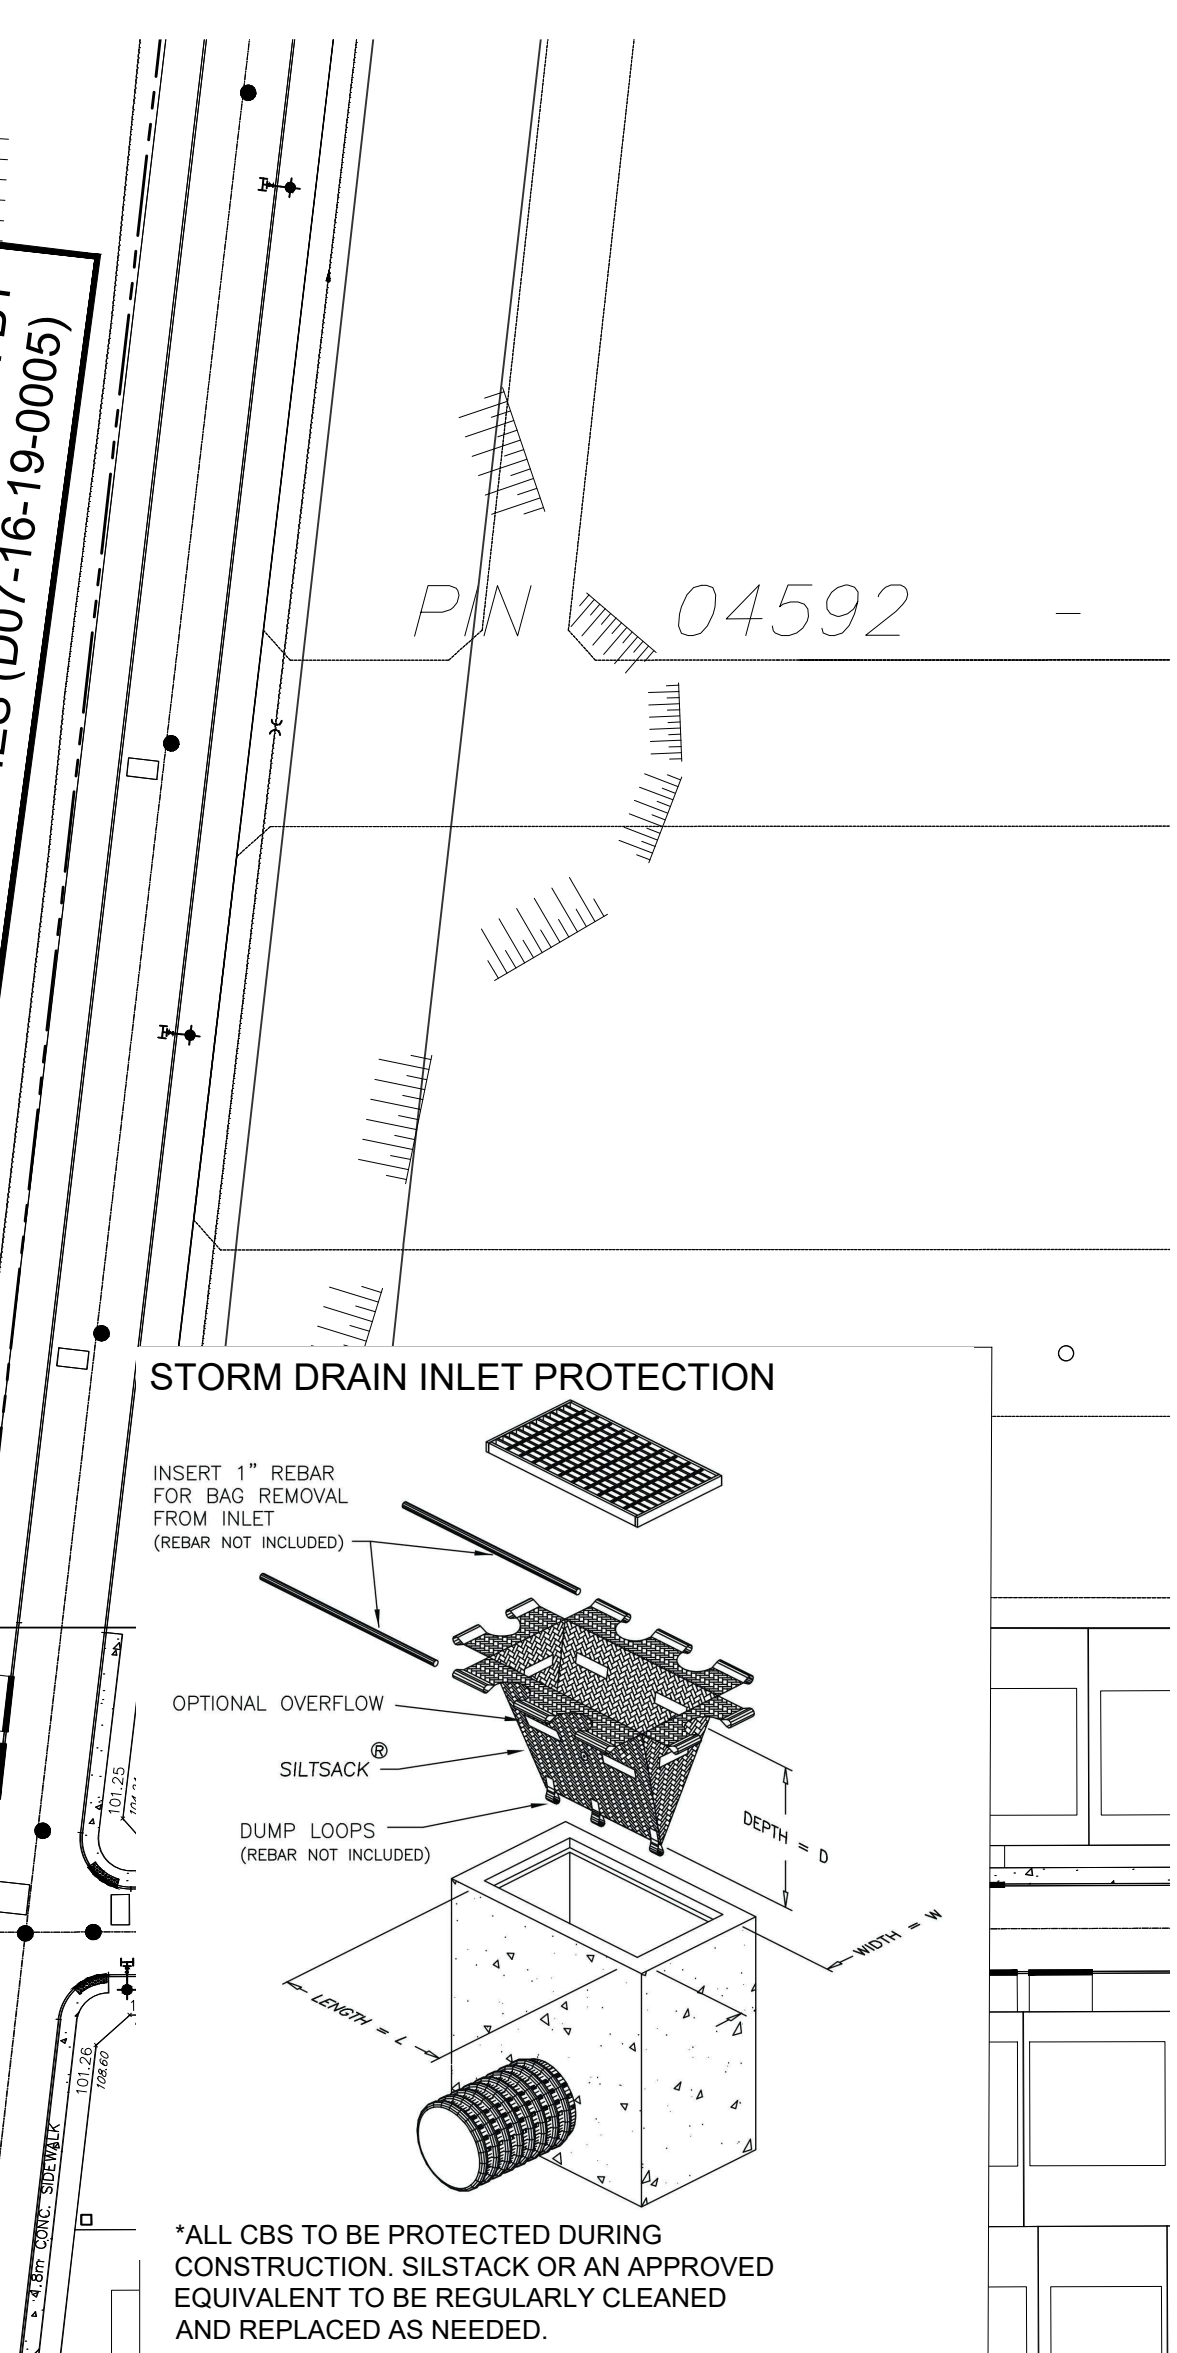 (D07-16-19-0005)
PIN 04592 -
STORM DRAIN INLET PROTECTION
INSERT 1" REBAR
FOR BAG REMOVAL
FROM INLET
(REBAR NOT INCLUDED)
OPTIONAL OVERFLOW
SILTSACK®
DUMP LOOPS
(REBAR NOT INCLUDED)
DEPTH = D
WIDTH = W
LENGTH = L
101.25
101.26
108.60
4.8m CONC. SIDEWALK
*ALL CBS TO BE PROTECTED DURING
CONSTRUCTION. SILSTACK OR AN APPROVED
EQUIVALENT TO BE REGULARLY CLEANED
AND REPLACED AS NEEDED.